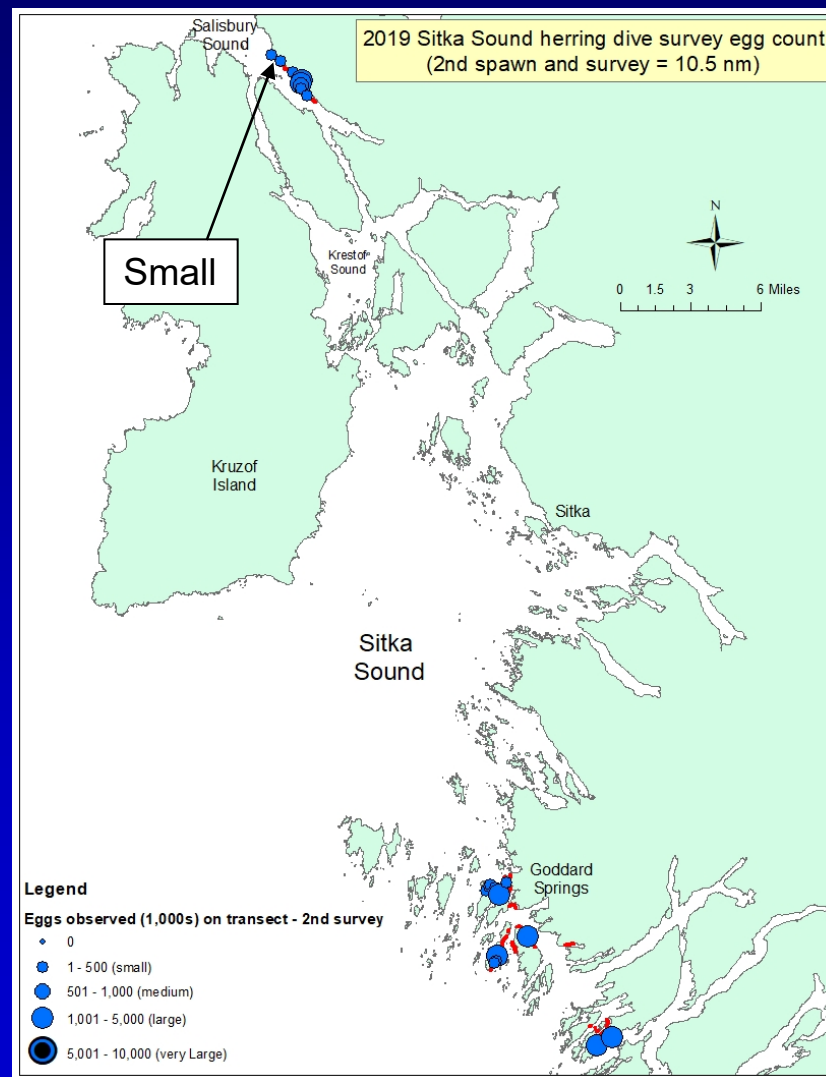 Salisbury
Sound
2019 Sitka Sound herring dive survey egg count
(2nd spawn and survey = 10.5 nm)
Small
Krestof
Sound
N
0 1.5 3 6 Miles
Kruzof
Island
Sitka
Sitka
Sound
Goddard
Springs
Legend
Eggs observed (1,000s) on transect - 2nd survey
0
1 - 500 (small)
501 - 1,000 (medium)
1,001 - 5,000 (large)
5,001 - 10,000 (very Large)